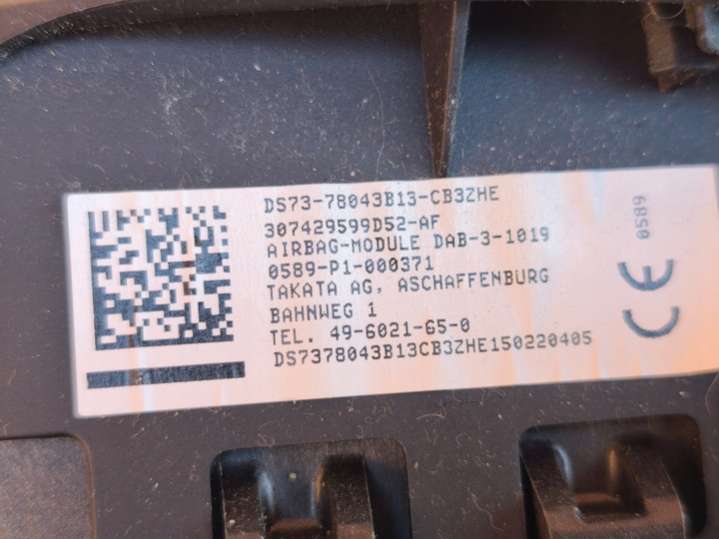 DS73-78043B13-CB3ZHE
307429599D52-AF
AIRBAG-MODULE DAB-3-1019
0589-P1-000371
TAKATA AG, ASCHAFFENBURG
BAHNWEG 1
TEL. 49-6021-65-0
DS7378043B13CB3ZHE150220405
CE
0589